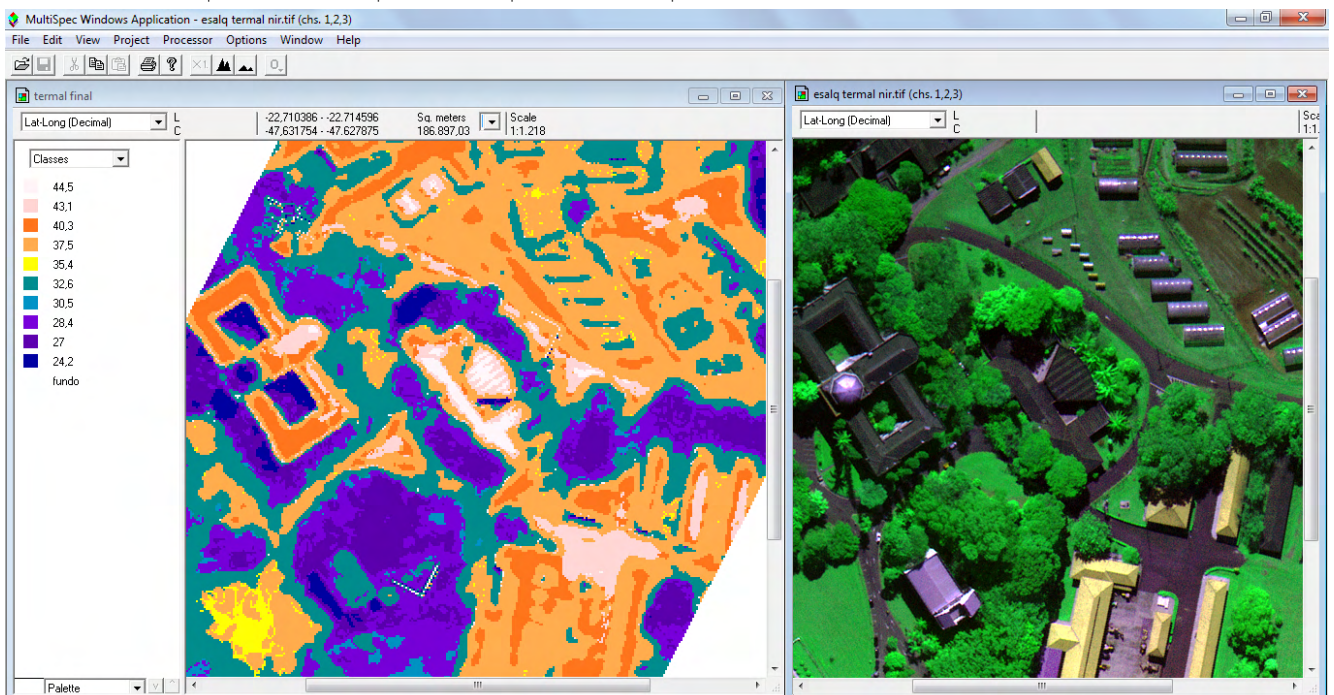 MultiSpec Windows Application - esalq termal nir.tif (chs. 1,2,3)
File Edit View Project Processor Options Window Help
×1
0
termal final
Lat-Long (Decimal)
L
C
-22,710386 - -22.714596
-47,631754 - -47.627875
Sq. meters
186.897,03
Scale
1:1.218
Classes
44,5
43,1
40,3
37,5
35,4
32,6
30,5
28,4
27
24,2
fundo
Palette
V
esalq termal nir.tif (chs. 1,2,3)
Lat-Long (Decimal)
L
C